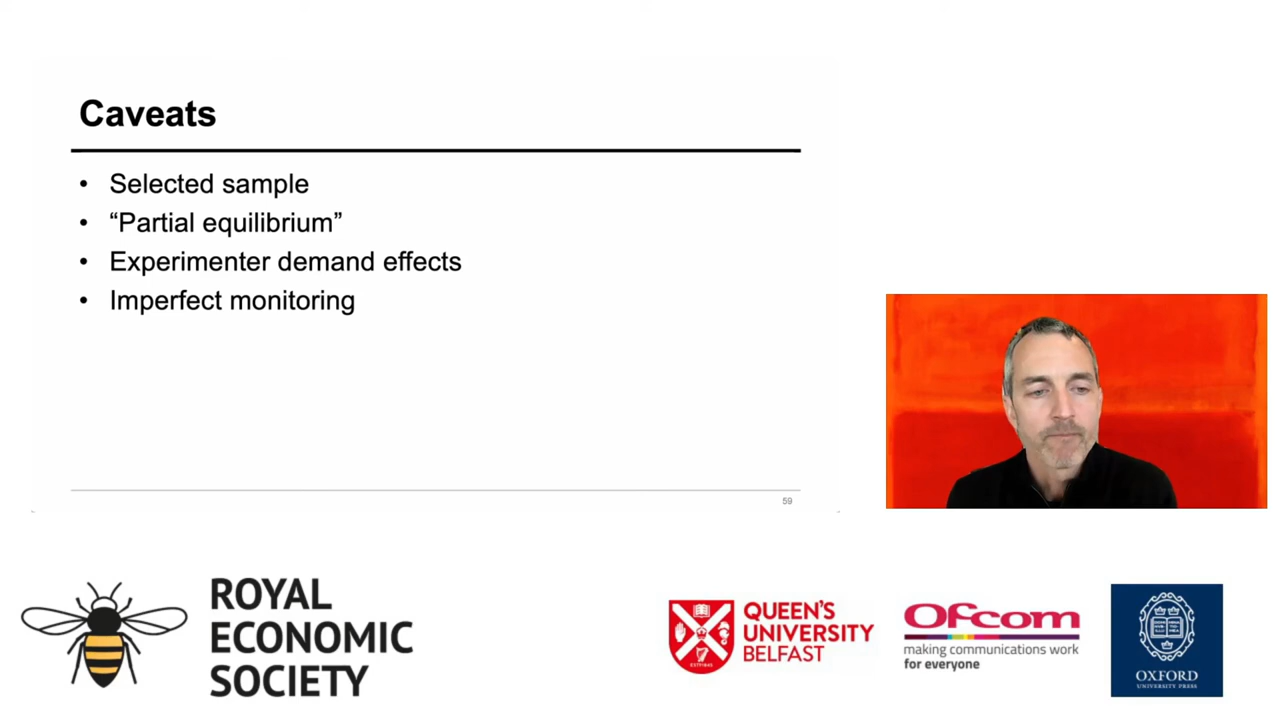 Caveats
• Selected sample
• “Partial equilibrium”
• Experimenter demand effects
• Imperfect monitoring
59
ROYAL
ECONOMIC
SOCIETY
QUEEN'S
UNIVERSITY
BELFAST
ESTD1845
Ofcom
making communications work
for everyone
OXFORD
UNIVERSITY PRESS